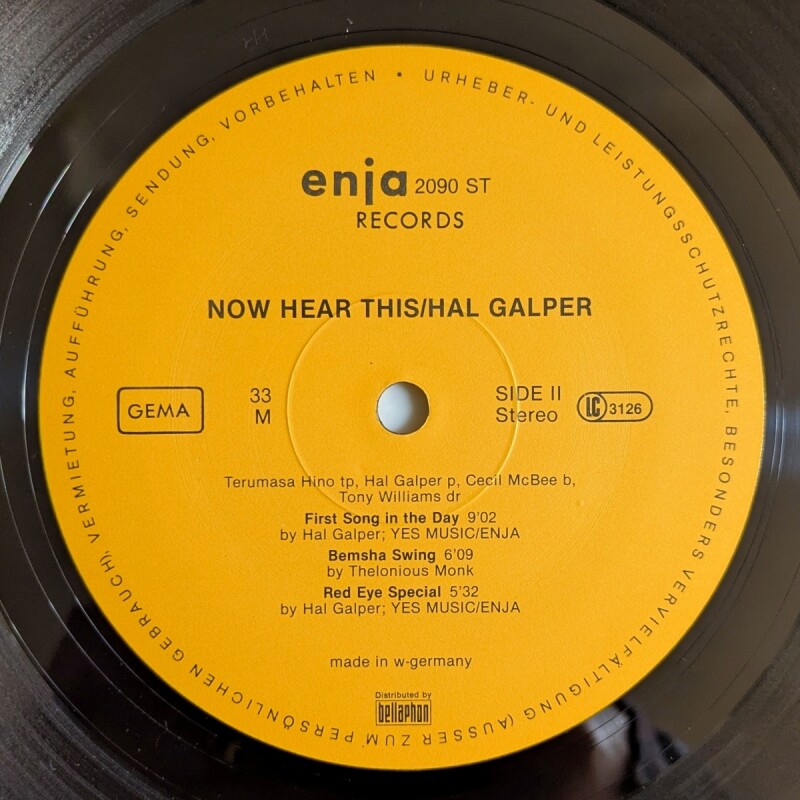 URHEBER- UND LEISTUNGSSCHUTZRECHTE, BESONDERS VERVIELFÄLTIGUNG (AUSSER ZUM PERSÖNLICHEN GEBRAUCH), VERMIETUNG, AUFFÜHRUNG, SENDUNG, VORBEHALTEN •
enja 2090 ST
RECORDS
NOW HEAR THIS/HAL GALPER
GEMA
33
M
SIDE II
Stereo
LC 3126
Terumasa Hino tp, Hal Galper p, Cecil McBee b,
Tony Williams dr
First Song in the Day 9'02
by Hal Galper; YES MUSIC/ENJA
Bemsha Swing 6'09
by Thelonious Monk
Red Eye Special 5'32
by Hal Galper; YES MUSIC/ENJA
made in w-germany
Distributed by
bellaphon